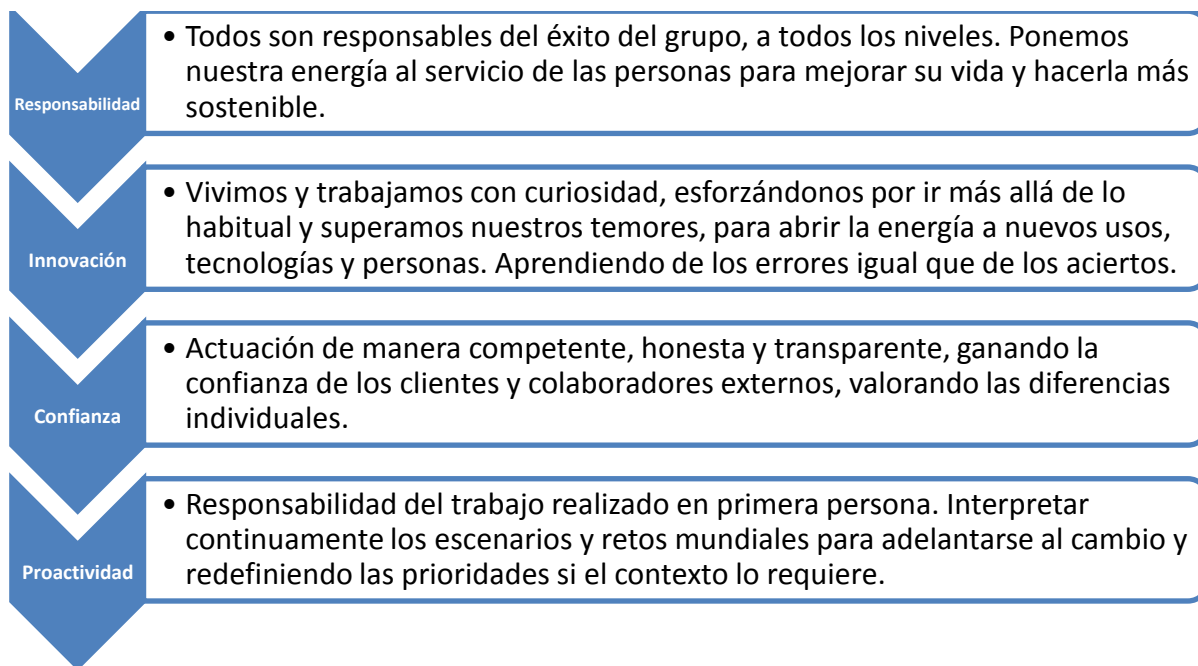 Responsabilidad
• Todos son responsables del éxito del grupo, a todos los niveles. Ponemos
nuestra energía al servicio de las personas para mejorar su vida y hacerla más
sostenible.
Innovación
• Vivimos y trabajamos con curiosidad, esforzándonos por ir más allá de lo
habitual y superamos nuestros temores, para abrir la energía a nuevos usos,
tecnologías y personas. Aprendiendo de los errores igual que de los aciertos.
Confianza
• Actuación de manera competente, honesta y transparente, ganando la
confianza de los clientes y colaboradores externos, valorando las diferencias
individuales.
Proactividad
• Responsabilidad del trabajo realizado en primera persona. Interpretar
continuamente los escenarios y retos mundiales para adelantarse al cambio y
redefiniendo las prioridades si el contexto lo requiere.